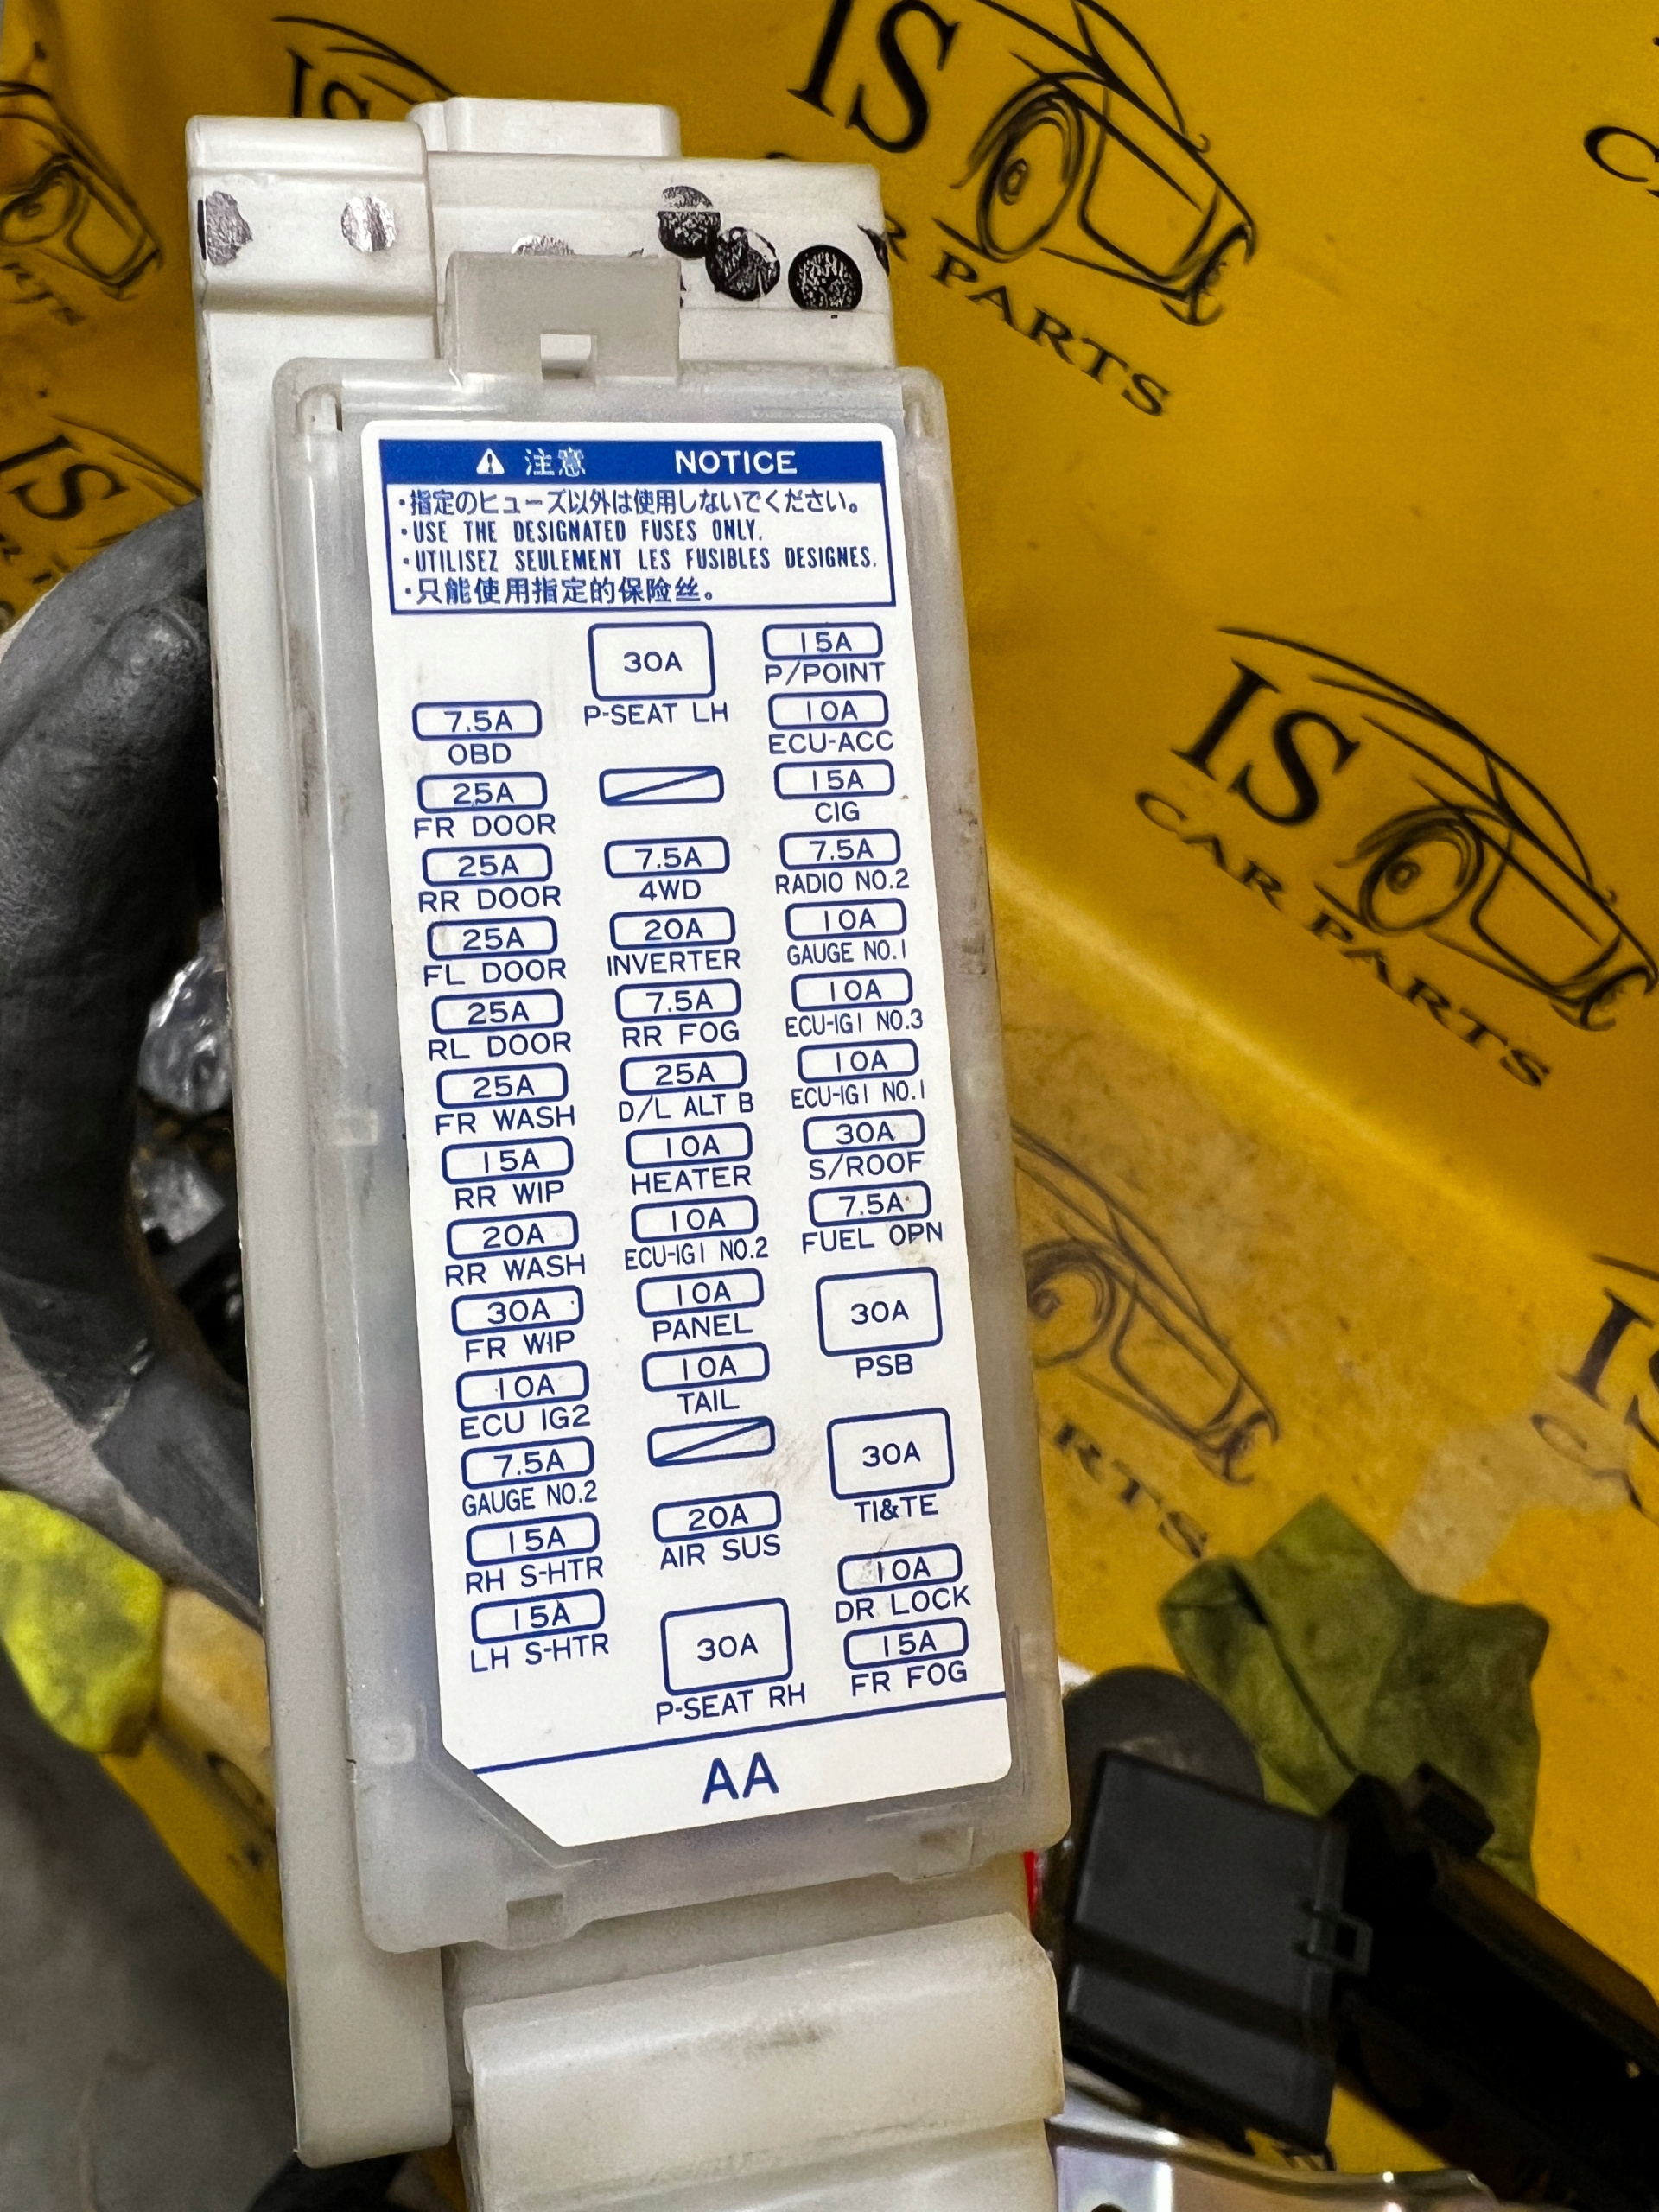 注意 NOTICE
・指定のヒューズ以外は使用しないでください。
・USE THE DESIGNATED FUSES ONLY.
・UTILISEZ SEULEMENT LES FUSIBLES DESIGNES.
・只能使用指定的保险丝。
7.5A
OBD
25A
FR DOOR
25A
RR DOOR
25A
FL DOOR
25A
RL DOOR
25A
FR WASH
15A
RR WIP
20A
RR WASH
30A
FR WIP
10A
ECU IG2
7.5A
GAUGE NO.2
15A
RH S-HTR
15A
LH S-HTR
30A
P-SEAT LH
7.5A
4WD
20A
INVERTER
7.5A
RR FOG
25A
D/L ALT B
10A
HEATER
10A
ECU-IG1 NO.2
10A
PANEL
10A
TAIL
20A
AIR SUS
30A
P-SEAT RH
15A
P/POINT
10A
ECU-ACC
15A
CIG
7.5A
RADIO NO.2
10A
GAUGE NO.1
10A
ECU-IG1 NO.3
10A
ECU-IG1 NO.1
30A
S/ROOF
7.5A
FUEL OPN
30A
PSB
30A
TI&TE
10A
DR LOCK
15A
FR FOG
AA
IS
CAR PARTS
IS
PARTS
IS
IS